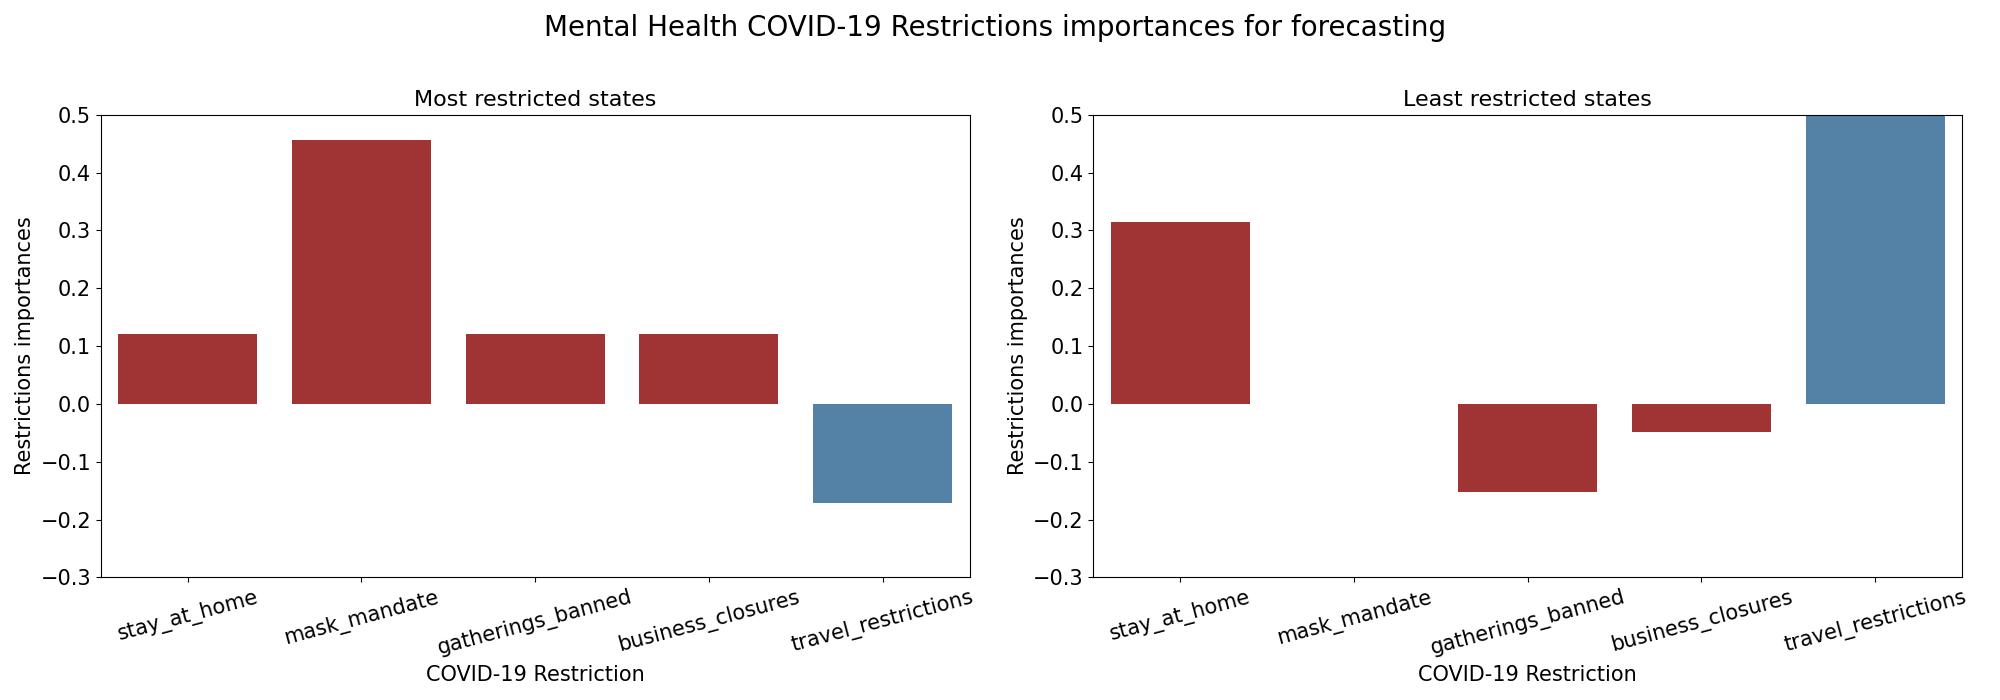 Mental Health COVID-19 Restrictions importances for forecasting
Most restricted states
Restrictions importances
0.5
0.4
0.3
0.2
0.1
0.0
−0.1
−0.2
−0.3
stay_at_home
mask_mandate
gatherings_banned
business_closures
travel_restrictions
COVID-19 Restriction
Least restricted states
Restrictions importances
0.5
0.4
0.3
0.2
0.1
0.0
−0.1
−0.2
−0.3
stay_at_home
mask_mandate
gatherings_banned
business_closures
travel_restrictions
COVID-19 Restriction